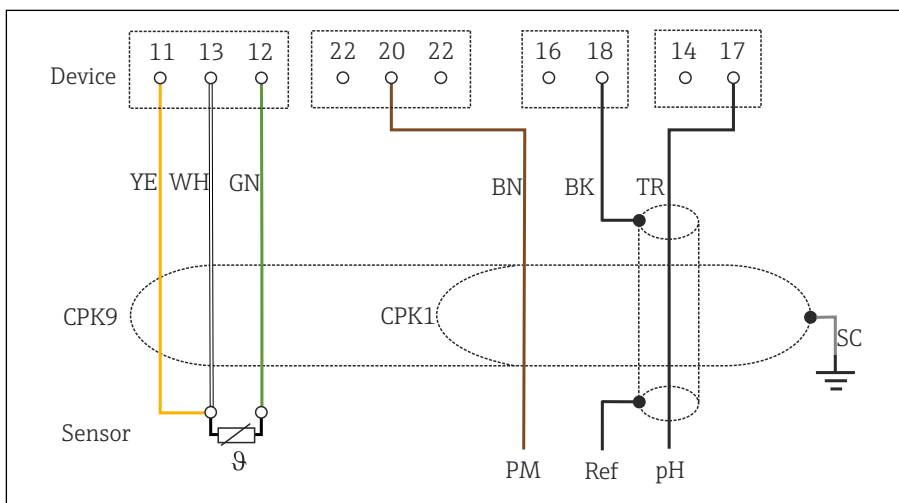 11 13 12 22 20 22 16 18 14 17
Device
YE WH GN BN BK TR
CPK9 CPK1 SC
Sensor
ϑ PM Ref pH